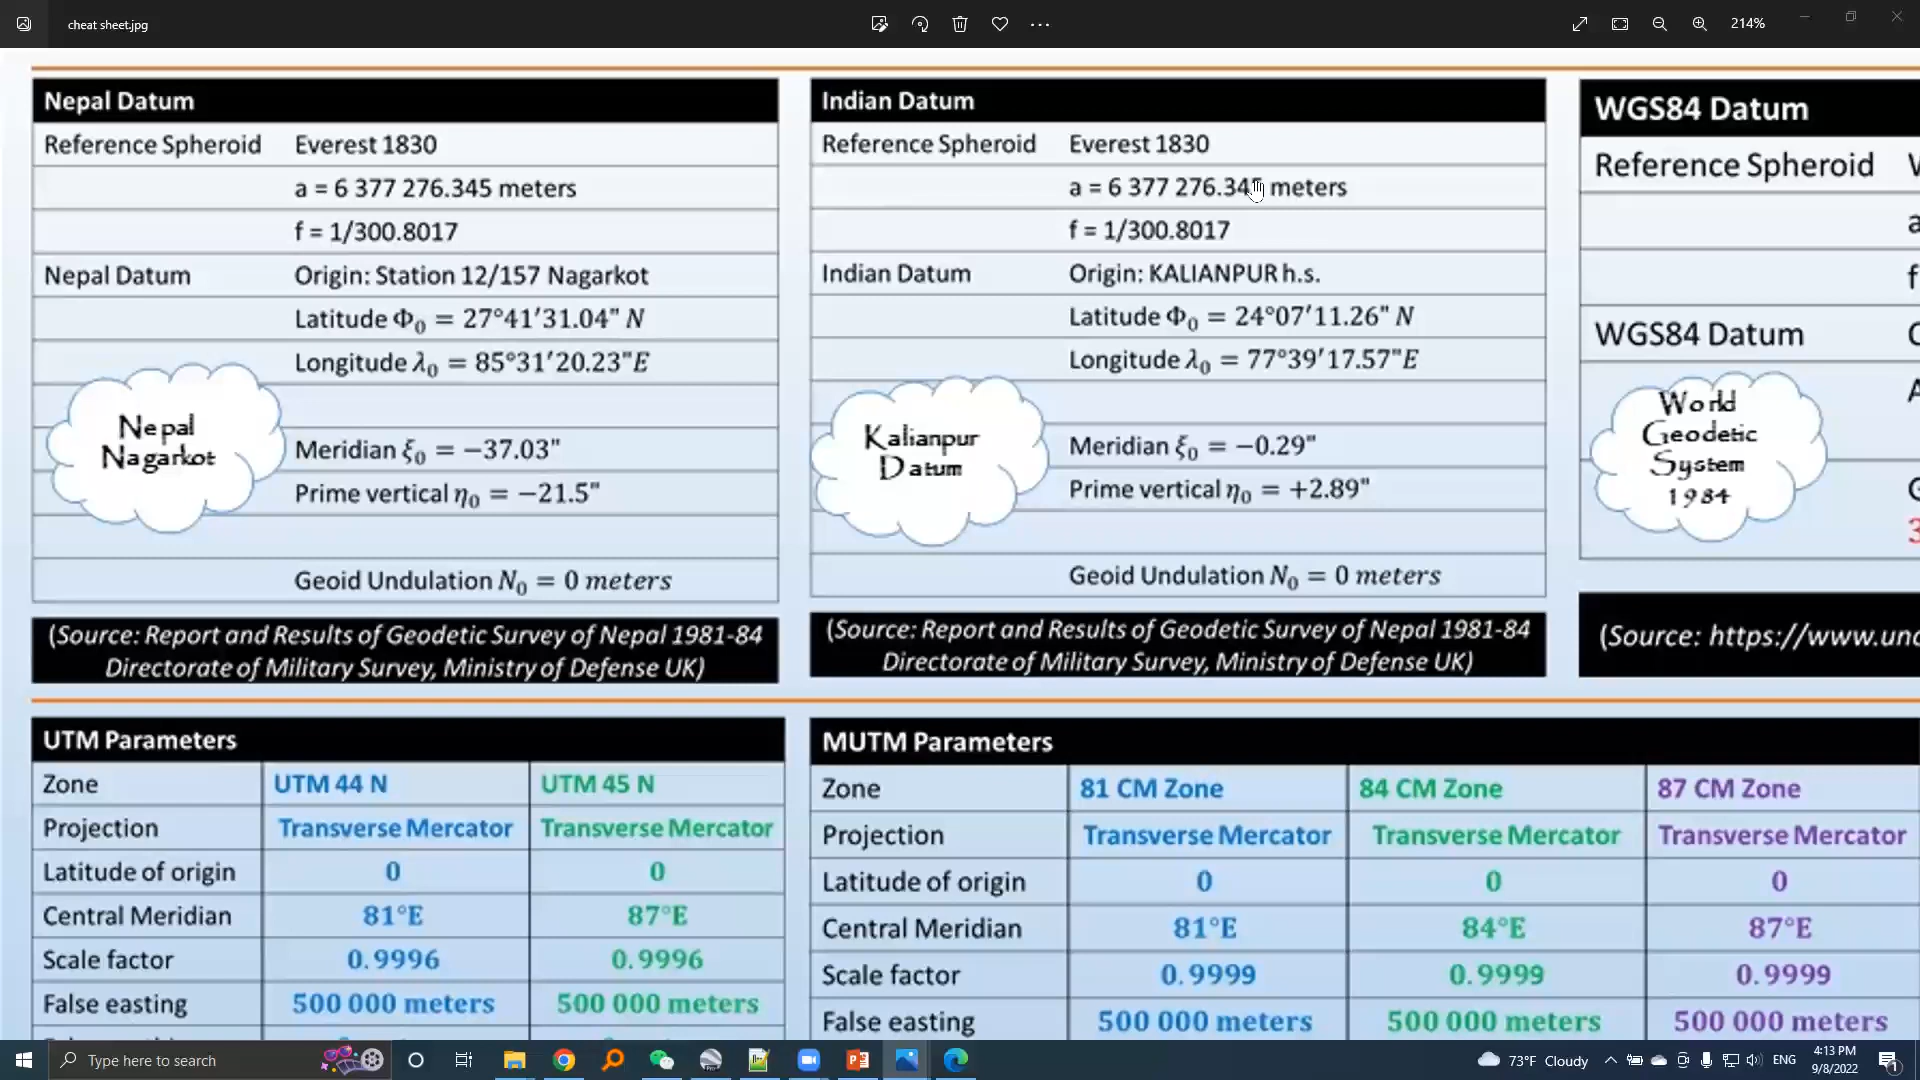 cheat sheet.jpg
214%
Nepal Datum
Reference Spheroid Everest 1830
a = 6 377 276.345 meters
f = 1/300.8017
Nepal Datum Origin: Station 12/157 Nagarkot
Latitude Φ₀ = 27°41′31.04" N
Longitude λ₀ = 85°31′20.23"E
Nepal
Nagarkot
Meridian ξ₀ = −37.03"
Prime vertical η₀ = −21.5"
Geoid Undulation N₀ = 0 meters
(Source: Report and Results of Geodetic Survey of Nepal 1981-84
Directorate of Military Survey, Ministry of Defense UK)
Indian Datum
Reference Spheroid Everest 1830
a = 6 377 276.345 meters
f = 1/300.8017
Indian Datum Origin: KALIANPUR h.s.
Latitude Φ₀ = 24°07′11.26" N
Longitude λ₀ = 77°39′17.57"E
Kalianpur
Datum
Meridian ξ₀ = −0.29"
Prime vertical η₀ = +2.89"
Geoid Undulation N₀ = 0 meters
(Source: Report and Results of Geodetic Survey of Nepal 1981-84
Directorate of Military Survey, Ministry of Defense UK)
WGS84 Datum
Reference Spheroid
a
f
WGS84 Datum
World
Geodetic
System
1984
(Source: https://www.un
UTM Parameters
Zone UTM 44 N UTM 45 N
Projection Transverse Mercator Transverse Mercator
Latitude of origin 0 0
Central Meridian 81°E 87°E
Scale factor 0.9996 0.9996
False easting 500 000 meters 500 000 meters
MUTM Parameters
Zone 81 CM Zone 84 CM Zone 87 CM Zone
Projection Transverse Mercator Transverse Mercator Transverse Mercator
Latitude of origin 0 0 0
Central Meridian 81°E 84°E 87°E
Scale factor 0.9999 0.9999 0.9999
False easting 500 000 meters 500 000 meters 500 000 meters
Type here to search
73°F Cloudy
ENG
4:13 PM
9/8/2022
1